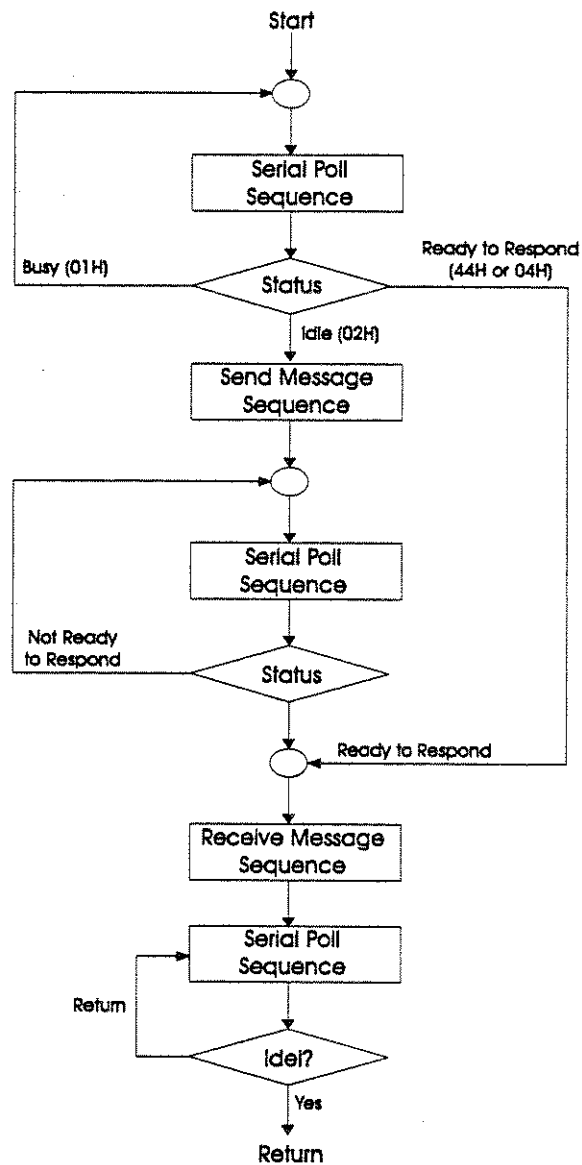 Start
Serial Poll
Sequence
Busy (01H)
Status
Ready to Respond
(44H or 04H)
Idle (02H)
Send Message
Sequence
Serial Poll
Sequence
Not Ready
to Respond
Status
Ready to Respond
Receive Message
Sequence
Serial Poll
Sequence
Return
Idel?
Yes
Return